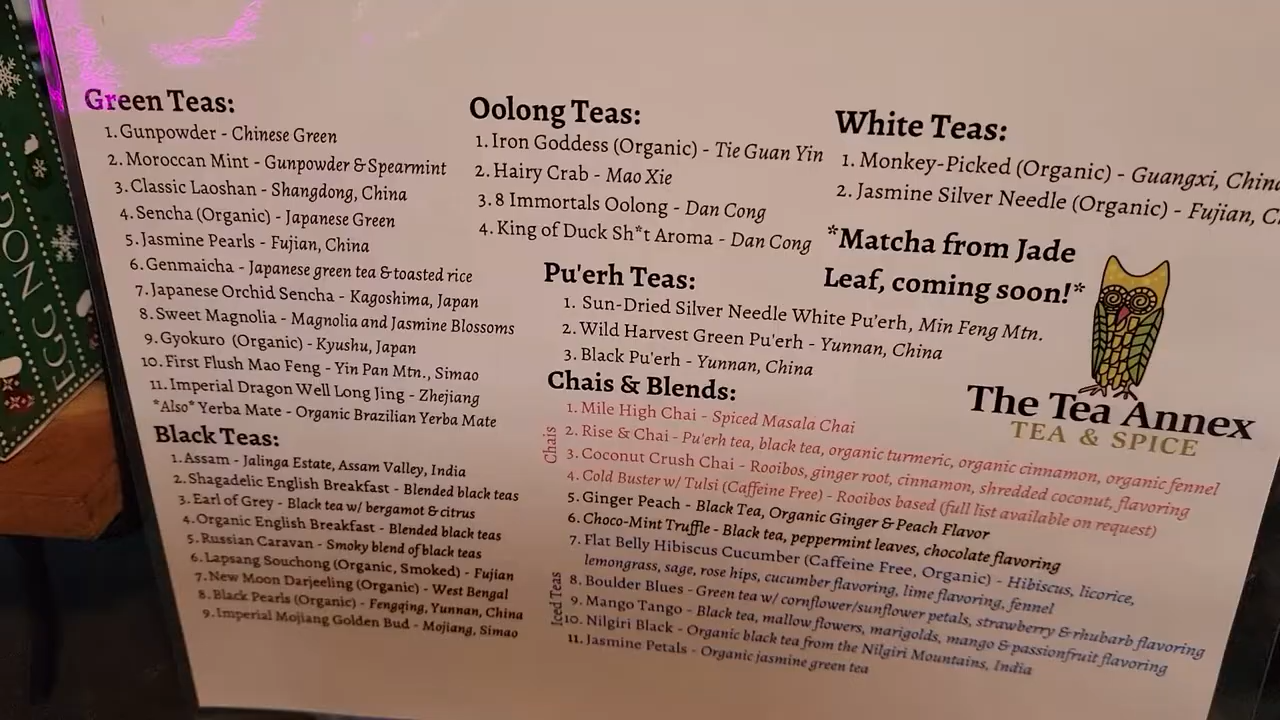 EGG NOG
Green Teas:
1. Gunpowder - Chinese Green
2. Moroccan Mint - Gunpowder & Spearmint
3. Classic Laoshan - Shangdong, China
4. Sencha (Organic) - Japanese Green
5. Jasmine Pearls - Fujian, China
6. Genmaicha - Japanese green tea & toasted rice
7. Japanese Orchid Sencha - Kagoshima, Japan
8. Sweet Magnolia - Magnolia and Jasmine Blossoms
9. Gyokuro (Organic) - Kyushu, Japan
10. First Flush Mao Feng - Yin Pan Mtn., Simao
11. Imperial Dragon Well Long Jing - Zhejiang
*Also* Yerba Mate - Organic Brazilian Yerba Mate
Black Teas:
1. Assam - Jalinga Estate, Assam Valley, India
2. Shagadelic English Breakfast - Blended black teas
3. Earl of Grey - Black tea w/ bergamot & citrus
4. Organic English Breakfast - Blended black teas
5. Russian Caravan - Smoky blend of black teas
6. Lapsang Souchong (Organic, Smoked) - Fujian
7. New Moon Darjeeling (Organic) - West Bengal
8. Black Pearls (Organic) - Fengqing, Yunnan, China
9. Imperial Mojiang Golden Bud - Mojiang, Simao
Oolong Teas:
1. Iron Goddess (Organic) - Tie Guan Yin
2. Hairy Crab - Mao Xie
3. 8 Immortals Oolong - Dan Cong
4. King of Duck Sh*t Aroma - Dan Cong
Pu'erh Teas:
1. Sun-Dried Silver Needle White Pu'erh, Min Feng Mtn.
2. Wild Harvest Green Pu'erh - Yunnan, China
3. Black Pu'erh - Yunnan, China
Chais & Blends:
Chais
1. Mile High Chai - Spiced Masala Chai
2. Rise & Chai - Pu'erh tea, black tea, organic turmeric, organic cinnamon, organic fennel
3. Coconut Crush Chai - Rooibos, ginger root, cinnamon, shredded coconut, flavoring
4. Cold Buster w/ Tulsi (Caffeine Free) - Rooibos based (full list available on request)
5. Ginger Peach - Black Tea, Organic Ginger & Peach Flavor
6. Choco-Mint Truffle - Black tea, peppermint leaves, chocolate flavoring
Iced Teas
7. Flat Belly Hibiscus Cucumber (Caffeine Free, Organic) - Hibiscus, licorice,
lemongrass, sage, rose hips, cucumber flavoring, lime flavoring, fennel
8. Boulder Blues - Green tea w/ cornflower/sunflower petals, strawberry & rhubarb flavoring
9. Mango Tango - Black tea, mallow flowers, marigolds, mango & passionfruit flavoring
10. Nilgiri Black - Organic black tea from the Nilgiri Mountains, India
11. Jasmine Petals - Organic jasmine green tea
White Teas:
1. Monkey-Picked (Organic) - Guangxi, China
2. Jasmine Silver Needle (Organic) - Fujian, C
*Matcha from Jade
Leaf, coming soon!*
The Tea Annex
TEA & SPICE